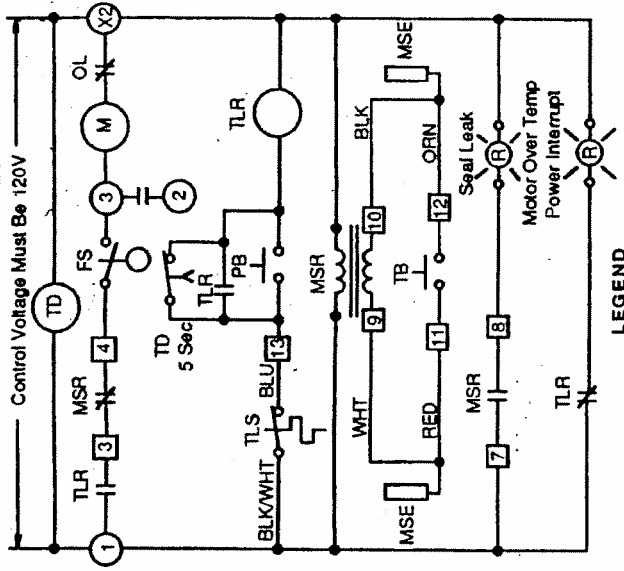 Control Voltage Must Be 120V
TD
1
TLR
3
MSR
4
FS
3
2
M
OL
X2
TD
5 Sec
TLR
PB
BLK/WHT
TLS
BLU
13
TLR
MSR
WHT
9
10
BLK
MSE
RED
11
TB
12
ORN
MSE
7
MSR
8
Seal Leak
R
TLR
Motor Over Temp
Power Interrupt
R
LEGEND